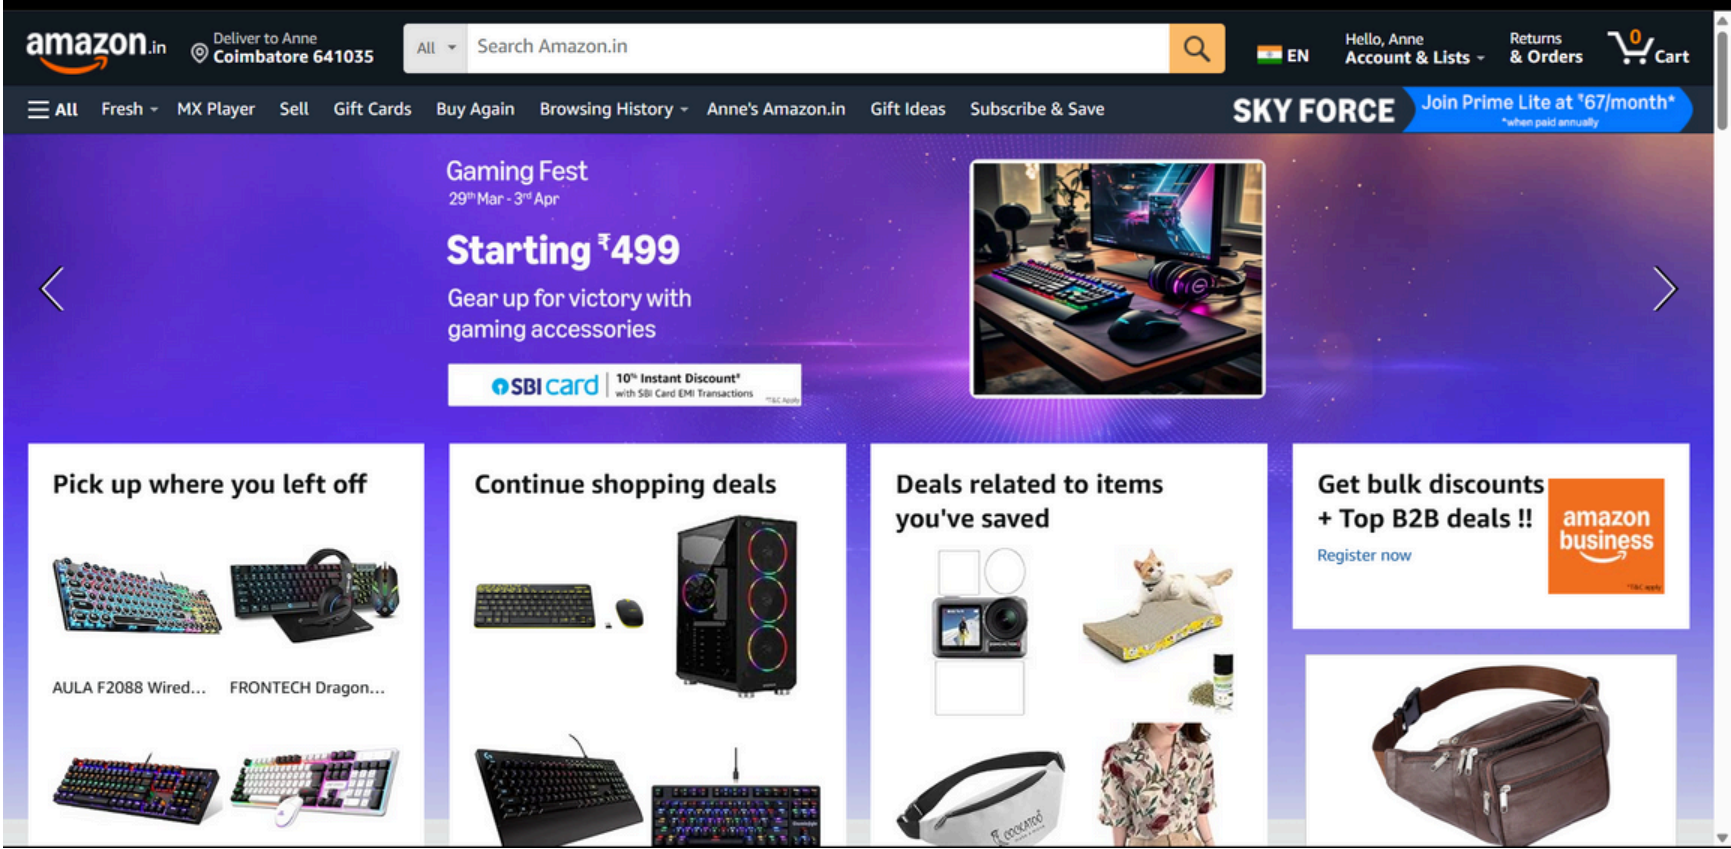 amazon.in
Deliver to Anne
Coimbatore 641035
All
Search Amazon.in
EN
Hello, Anne
Account & Lists
Returns
& Orders
0
Cart
All
Fresh
MX Player
Sell
Gift Cards
Buy Again
Browsing History
Anne's Amazon.in
Gift Ideas
Subscribe & Save
SKY FORCE
Join Prime Lite at ₹67/month*
*when paid annually
Gaming Fest
29th Mar - 3rd Apr
Starting ₹499
Gear up for victory with
gaming accessories
SBI card
10% Instant Discount*
with SBI Card EMI Transactions
*T&C Apply
Pick up where you left off
AULA F2088 Wired...
FRONTECH Dragon...
Continue shopping deals
Deals related to items
you've saved
COCKATOO
Get bulk discounts
+ Top B2B deals !!
Register now
amazon
business
*T&C apply